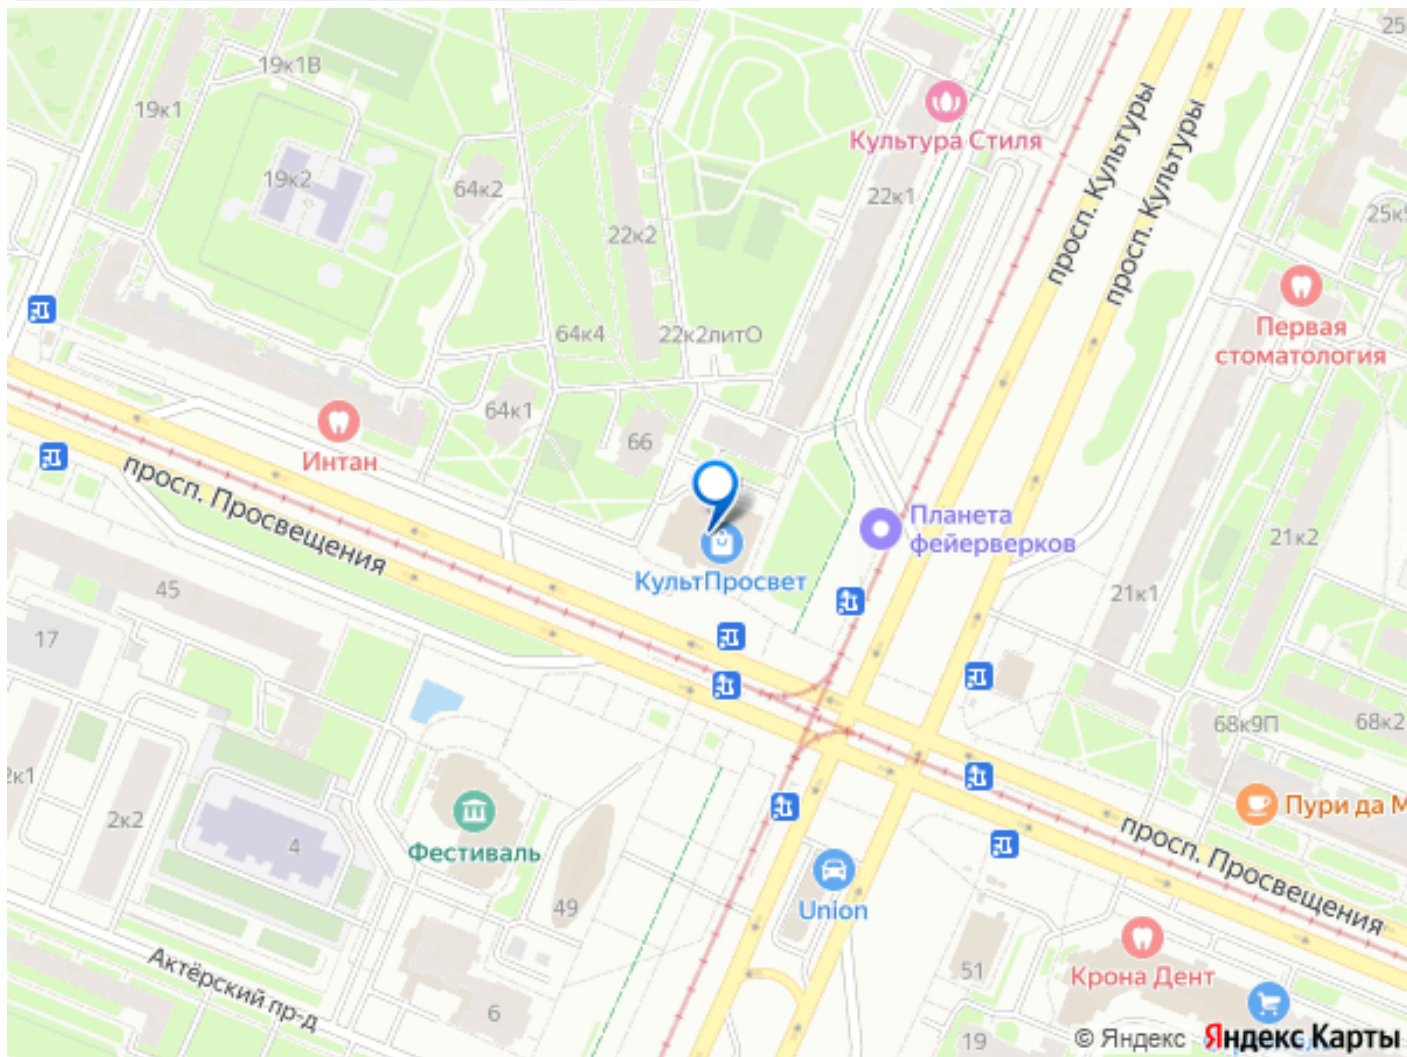 25
19к1В
19к1
Культура Стиля
просп. Культуры
просп. Культуры
19к2
64к2
22к1
22к2
25к
64к4
22к2литО
Первая
стоматология
64к1
66
Интан
просп. Просвещения
Планета
фейерверков
21к2
КультПросвет
21к1
45
17
68к9П
68к2
2к1
2к2
4
Фестиваль
Пури да М
просп. Просвещения
49
Union
Актёрский пр-д
51
Крона Дент
6
19
© Яндекс Яндекс Карты